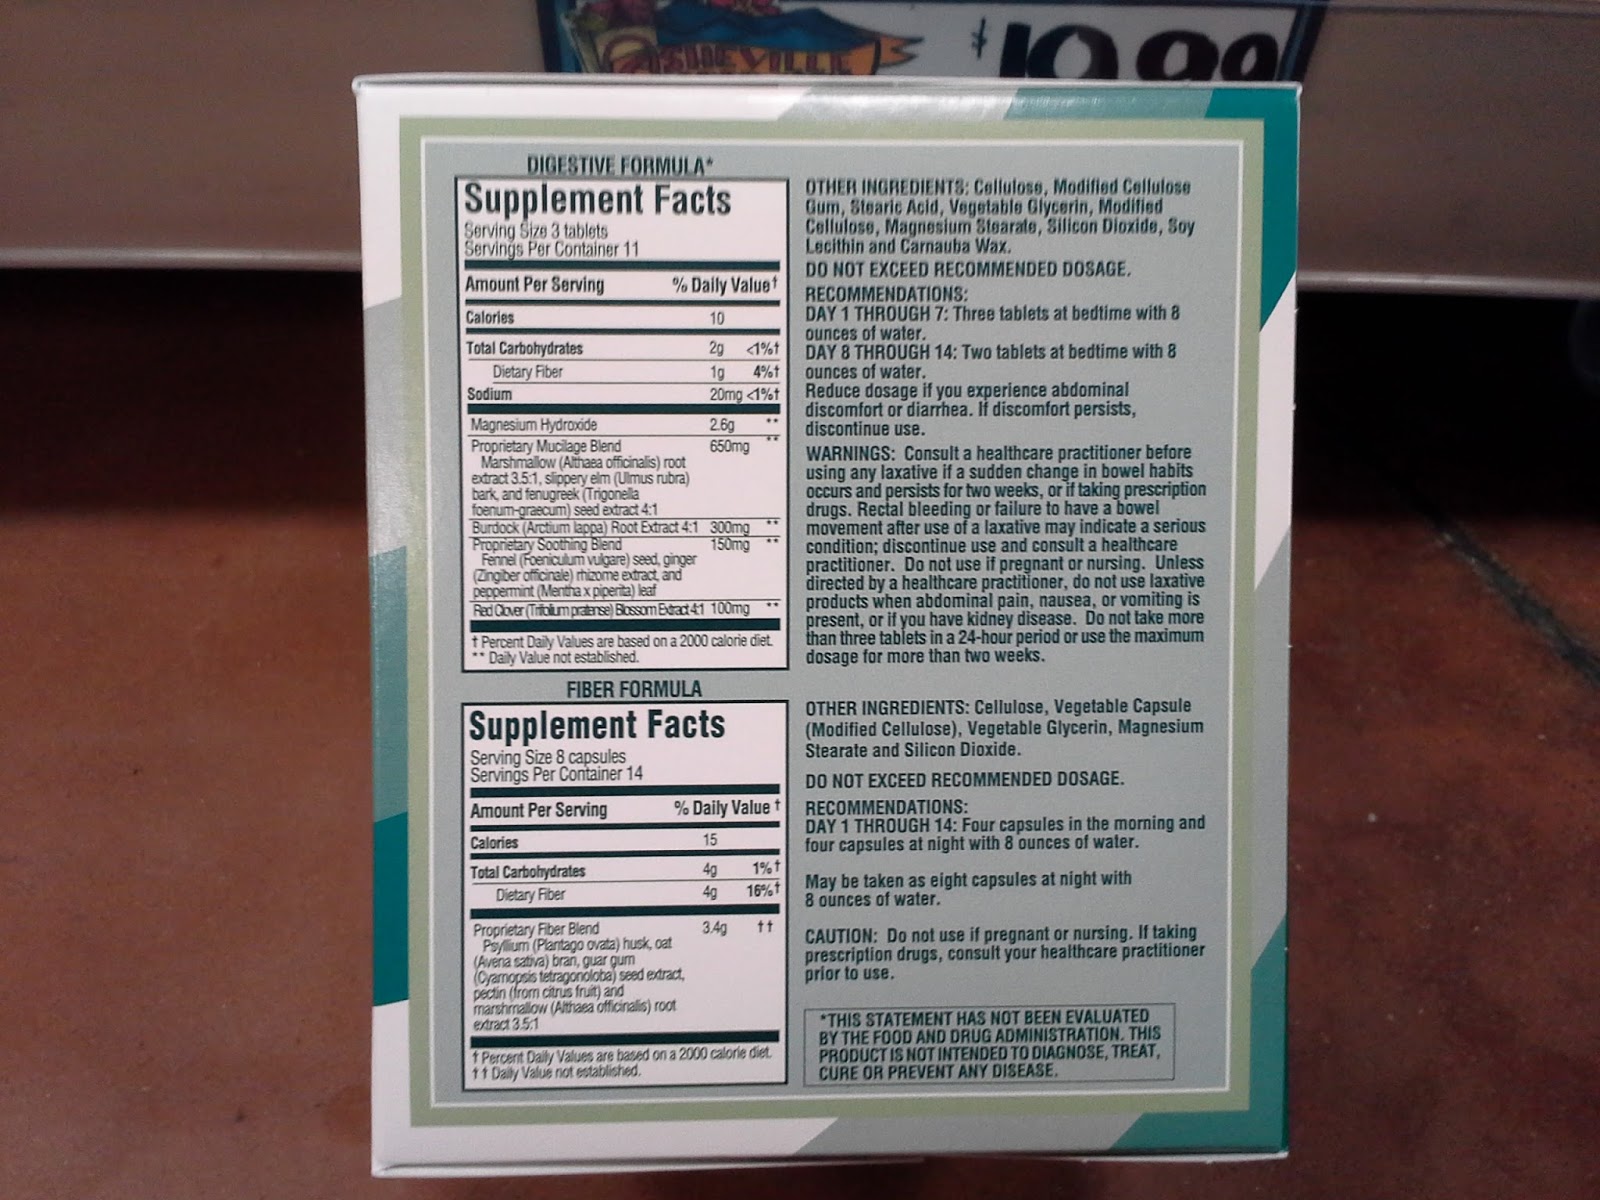 ASHEVILLE
$10.99
DIGESTIVE FORMULA*
Supplement Facts
Serving Size 3 tablets
Servings Per Container 11
Amount Per Serving % Daily Value†
Calories 10
Total Carbohydrates 2g <1%†
Dietary Fiber 1g 4%†
Sodium 20mg <1%†
Magnesium Hydroxide 2.6g **
Proprietary Mucilage Blend 650mg **
Marshmallow (Althaea officinalis) root
extract 3.5:1, slippery elm (Ulmus rubra)
bark, and fenugreek (Trigonella
foenum-graecum) seed extract 4:1
Burdock (Arctium lappa) Root Extract 4:1 300mg **
Proprietary Soothing Blend 150mg **
Fennel (Foeniculum vulgare) seed, ginger
(Zingiber officinale) rhizome extract, and
peppermint (Mentha x piperita) leaf
Red Clover (Trifolium pratense) Blossom Extract 4:1 100mg **
† Percent Daily Values are based on a 2000 calorie diet.
** Daily Value not established.
OTHER INGREDIENTS: Cellulose, Modified Cellulose
Gum, Stearic Acid, Vegetable Glycerin, Modified
Cellulose, Magnesium Stearate, Silicon Dioxide, Soy
Lecithin and Carnauba Wax.
DO NOT EXCEED RECOMMENDED DOSAGE.
RECOMMENDATIONS:
DAY 1 THROUGH 7: Three tablets at bedtime with 8
ounces of water.
DAY 8 THROUGH 14: Two tablets at bedtime with 8
ounces of water.
Reduce dosage if you experience abdominal
discomfort or diarrhea. If discomfort persists,
discontinue use.
WARNINGS: Consult a healthcare practitioner before
using any laxative if a sudden change in bowel habits
occurs and persists for two weeks, or if taking prescription
drugs. Rectal bleeding or failure to have a bowel
movement after use of a laxative may indicate a serious
condition; discontinue use and consult a healthcare
practitioner. Do not use if pregnant or nursing. Unless
directed by a healthcare practitioner, do not use laxative
products when abdominal pain, nausea, or vomiting is
present, or if you have kidney disease. Do not take more
than three tablets in a 24-hour period or use the maximum
dosage for more than two weeks.
FIBER FORMULA
Supplement Facts
Serving Size 8 capsules
Servings Per Container 14
Amount Per Serving % Daily Value †
Calories 15
Total Carbohydrates 4g 1%†
Dietary Fiber 4g 16%†
Proprietary Fiber Blend 3.4g ††
Psyllium (Plantago ovata) husk, oat
(Avena sativa) bran, guar gum
(Cyamopsis tetragonoloba) seed extract,
pectin (from citrus fruit) and
marshmallow (Althaea officinalis) root
extract 3.5:1
† Percent Daily Values are based on a 2000 calorie diet.
†† Daily Value not established.
OTHER INGREDIENTS: Cellulose, Vegetable Capsule
(Modified Cellulose), Vegetable Glycerin, Magnesium
Stearate and Silicon Dioxide.
DO NOT EXCEED RECOMMENDED DOSAGE.
RECOMMENDATIONS:
DAY 1 THROUGH 14: Four capsules in the morning and
four capsules at night with 8 ounces of water.
May be taken as eight capsules at night with
8 ounces of water.
CAUTION: Do not use if pregnant or nursing. If taking
prescription drugs, consult your healthcare practitioner
prior to use.
*THIS STATEMENT HAS NOT BEEN EVALUATED
BY THE FOOD AND DRUG ADMINISTRATION. THIS
PRODUCT IS NOT INTENDED TO DIAGNOSE, TREAT,
CURE OR PREVENT ANY DISEASE.